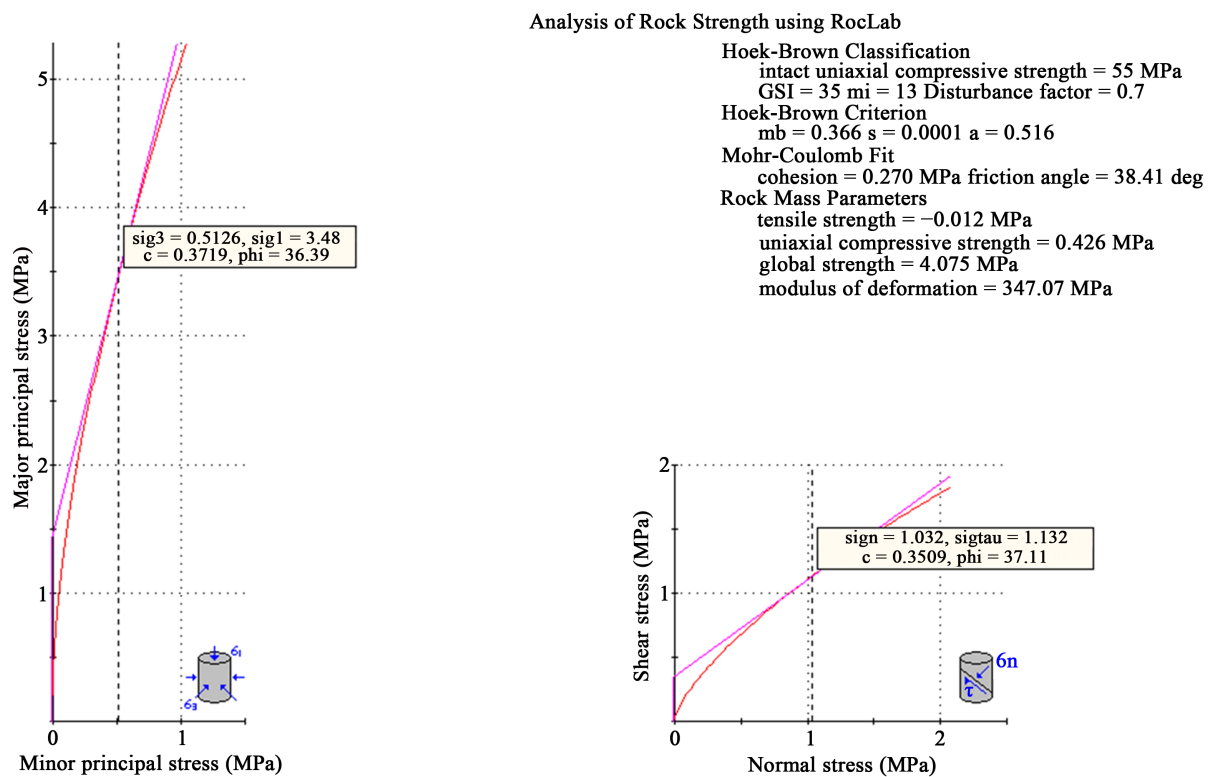 Analysis of Rock Strength using RocLab
Hoek-Brown Classification
intact uniaxial compressive strength = 55 MPa
GSI = 35 mi = 13 Disturbance factor = 0.7
Hoek-Brown Criterion
mb = 0.366 s = 0.0001 a = 0.516
Mohr-Coulomb Fit
cohesion = 0.270 MPa friction angle = 38.41 deg
Rock Mass Parameters
tensile strength = −0.012 MPa
uniaxial compressive strength = 0.426 MPa
global strength = 4.075 MPa
modulus of deformation = 347.07 MPa
Major principal stress (MPa)
5
4
3
2
1
sig3 = 0.5126, sig1 = 3.48
c = 0.3719, phi = 36.39
61
63
0 1
Minor principal stress (MPa)
Shear stress (MPa)
2
1
sign = 1.032, sigtau = 1.132
c = 0.3509, phi = 37.11
6n
τ
0 1 2
Normal stress (MPa)